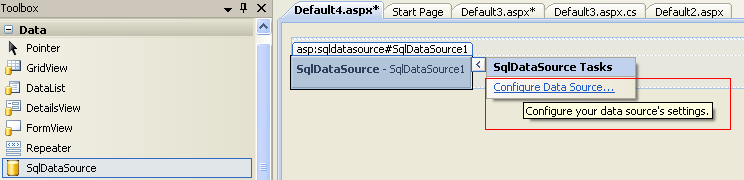 Toolbox
Data
Pointer
GridView
DataList
DetailsView
FormView
Repeater
SqlDataSource
Default4.aspx* Start Page Default3.aspx* Default3.aspx.cs Default2.aspx
asp:sqldatasource#SqlDataSource1
SqlDataSource - SqlDataSource1
SqlDataSource Tasks
Configure Data Source...
Configure your data source's settings.